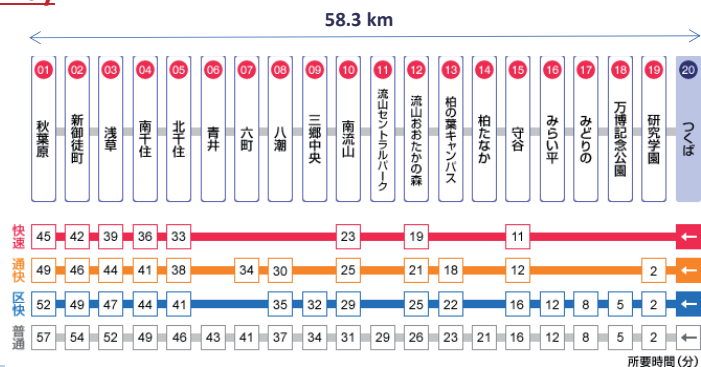 58.3 km
01 02 03 04 05 06 07 08 09 10 11 12 13 14 15 16 17 18 19 20
秋葉原 新御徒町 浅草 南千住 北千住 青井 六町 八潮 三郷中央 南流山 流山セントラルパーク 流山おおたかの森 柏の葉キャンパス 柏たなか 守谷 みらい平 みどりの 万博記念公園 研究学園 つくば
快速 45 42 39 36 33 23 19 11 ←
通快 49 46 44 41 38 34 30 25 21 18 12 2 ←
区快 52 49 47 44 41 35 32 29 25 22 16 12 8 5 2 ←
普通 57 54 52 49 46 43 41 37 34 31 29 26 23 21 16 12 8 5 2 ←
所要時間(分)